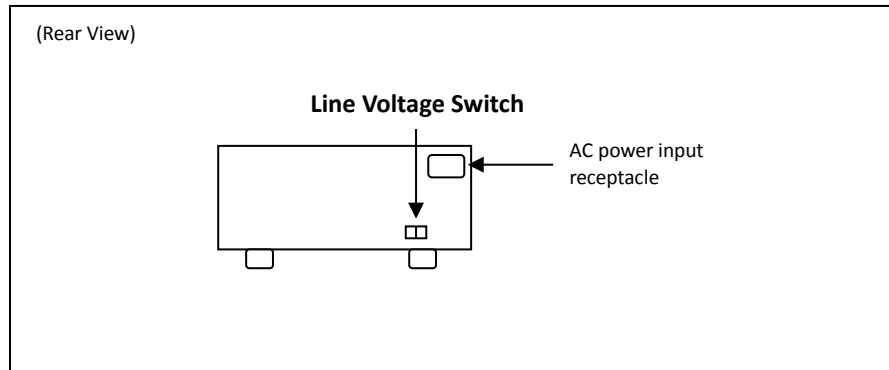 (Rear View)
Line Voltage Switch
AC power input
receptacle